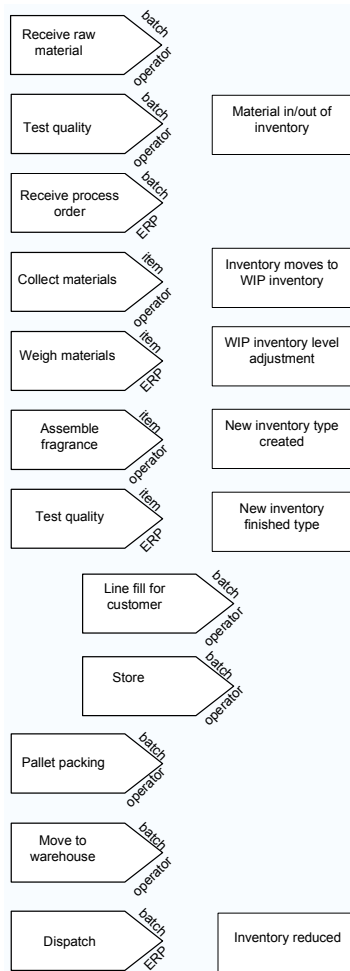 batch
Receive raw
material
operator
batch
Test quality
operator
Material in/out of
inventory
batch
Receive process
order
ERP
item
Collect materials
operator
Inventory moves to
WIP inventory
item
Weigh materials
ERP
WIP inventory level
adjustment
item
Assemble
fragrance
operator
New inventory type
created
item
Test quality
ERP
New inventory
finished type
batch
Line fill for
customer
operator
batch
Store
operator
batch
Pallet packing
operator
batch
Move to
warehouse
operator
batch
Dispatch
ERP
Inventory reduced